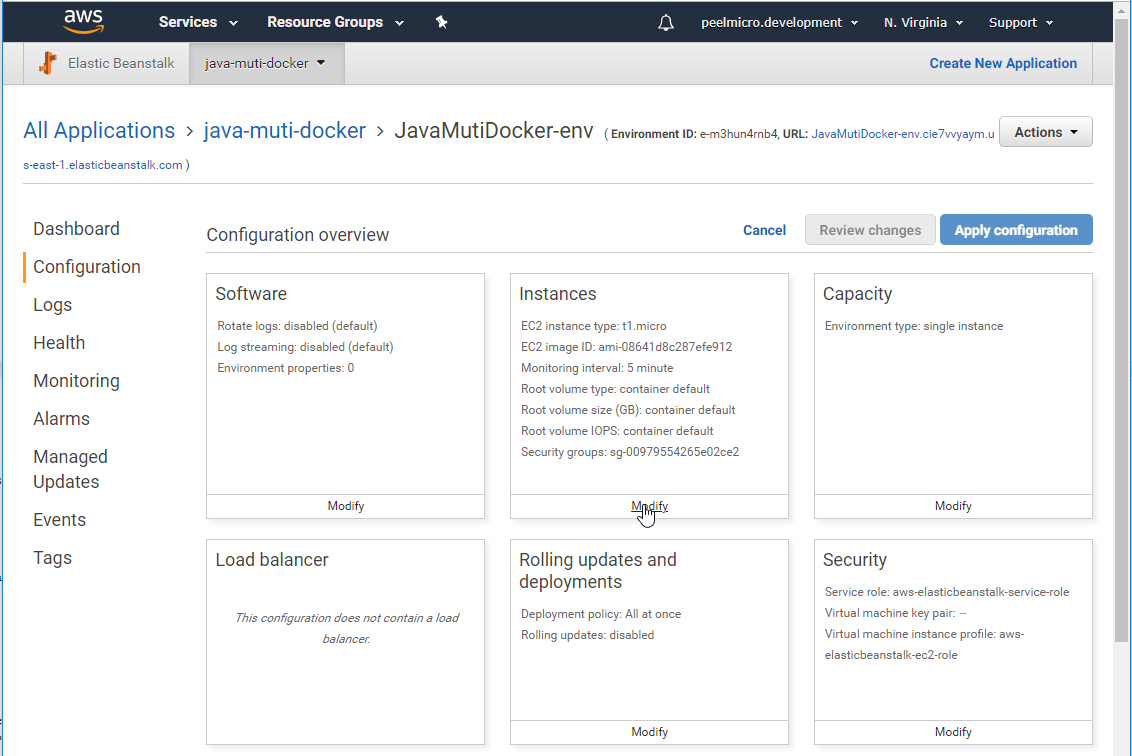 aws Services Resource Groups peelmicro.development N. Virginia Support
Elastic Beanstalk java-muti-docker Create New Application
All Applications > java-muti-docker > JavaMutiDocker-env ( Environment ID: e-m3hun4rnb4, URL: JavaMutiDocker-env.cie7vvyaym.u
s-east-1.elasticbeanstalk.com )
Actions
Dashboard
Configuration
Logs
Health
Monitoring
Alarms
Managed
Updates
Events
Tags
Configuration overview
Cancel Review changes Apply configuration
Software
Rotate logs: disabled (default)
Log streaming: disabled (default)
Environment properties: 0
Modify
Instances
EC2 instance type: t1.micro
EC2 image ID: ami-08641d8c287efe912
Monitoring interval: 5 minute
Root volume type: container default
Root volume size (GB): container default
Root volume IOPS: container default
Security groups: sg-00979554265e02ce2
Modify
Capacity
Environment type: single instance
Modify
Load balancer
This configuration does not contain a load
balancer.
Rolling updates and
deployments
Deployment policy: All at once
Rolling updates: disabled
Modify
Security
Service role: aws-elasticbeanstalk-service-role
Virtual machine key pair: --
Virtual machine instance profile: aws-
elasticbeanstalk-ec2-role
Modify